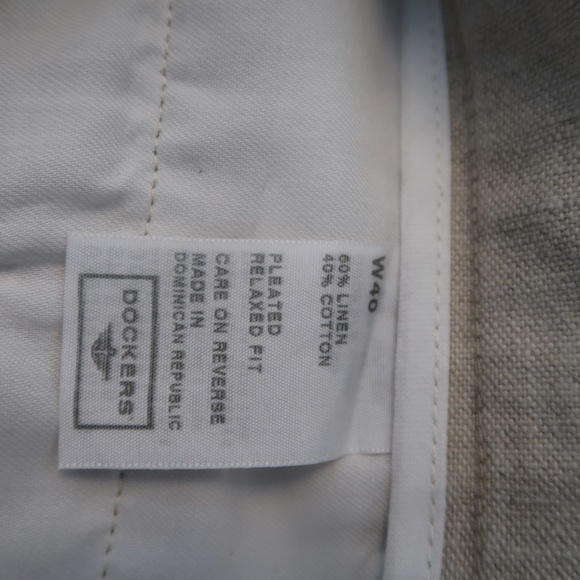 W40
60% LINEN
40% COTTON
PLEATED
RELAXED FIT
CARE ON REVERSE
MADE IN
DOMINICAN REPUBLIC
DOCKERS